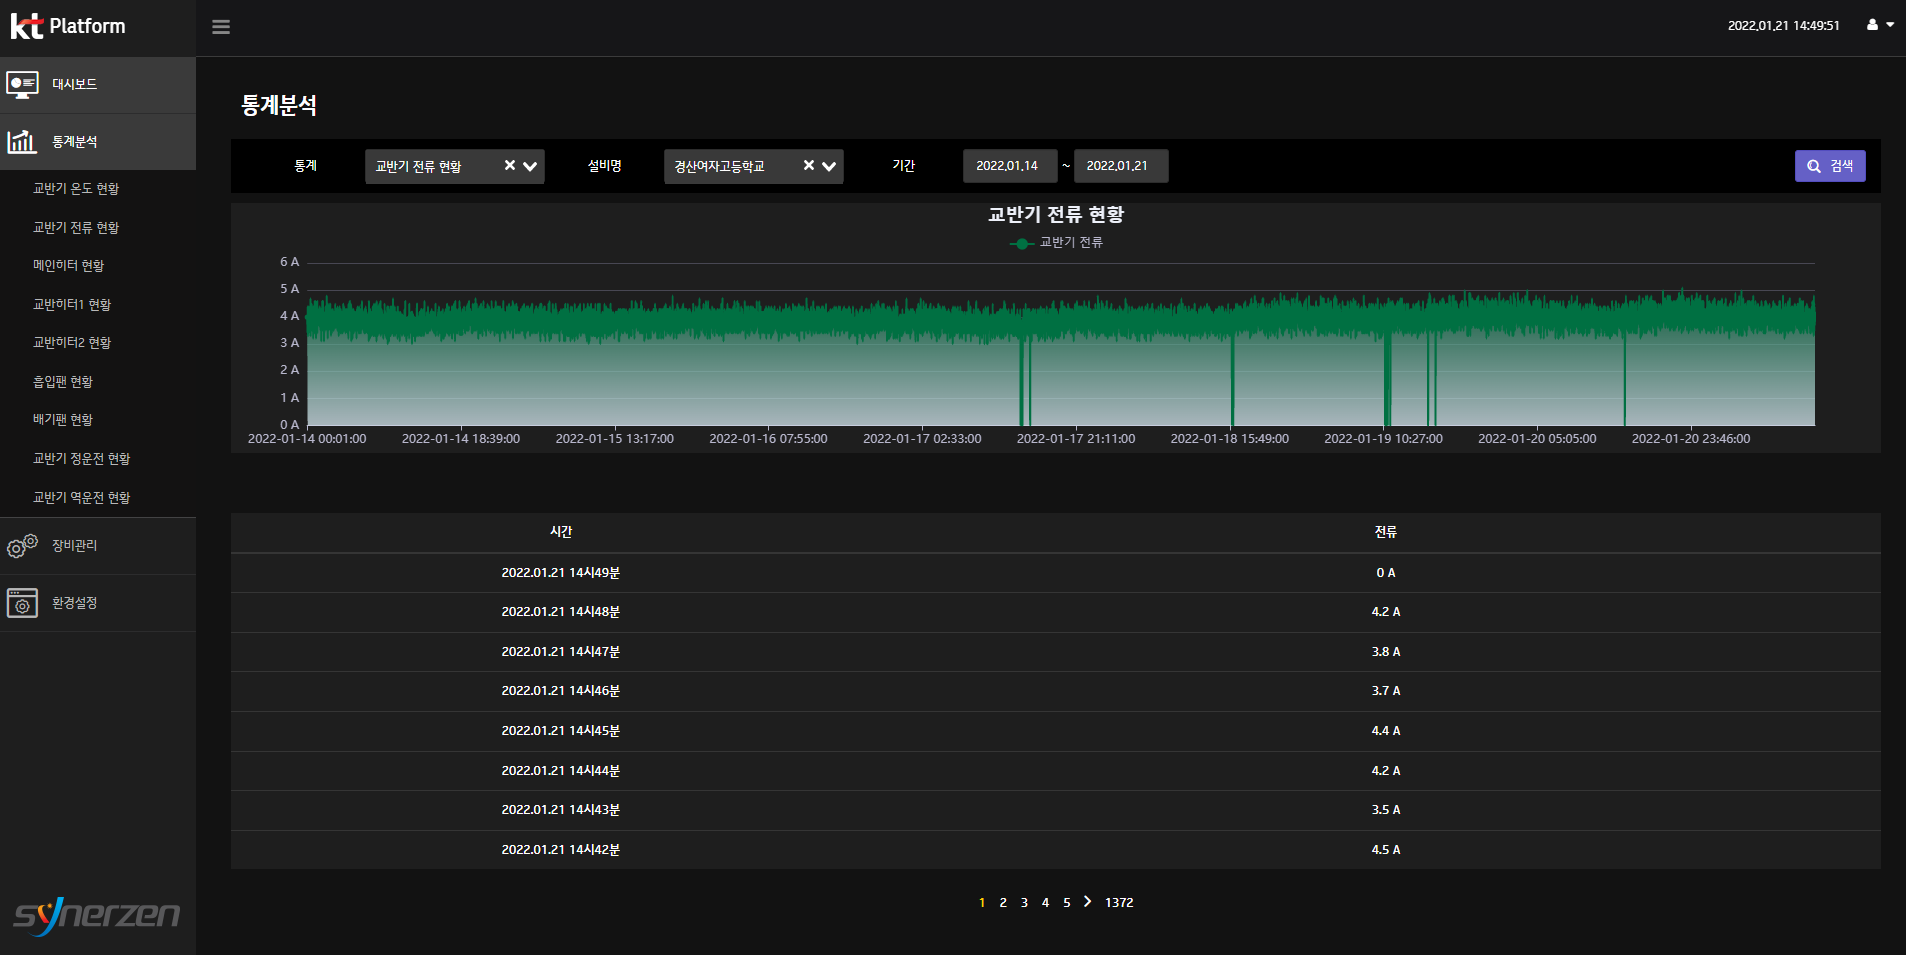 kt Platform
2022.01.21 14:49:51
대시보드
통계분석
교반기 온도 현황
교반기 전류 현황
메인히터 현황
교반히터1 현황
교반히터2 현황
흡입팬 현황
배기팬 현황
교반기 정운전 현황
교반기 역운전 현황
장비관리
환경설정
synerzen
통계분석
통계 교반기 전류 현황 설비명 경산여자고등학교 기간 2022.01.14 ~ 2022.01.21 검색
교반기 전류 현황
교반기 전류
6 A
5 A
4 A
3 A
2 A
1 A
0 A
2022-01-14 00:01:00 2022-01-14 18:39:00 2022-01-15 13:17:00 2022-01-16 07:55:00 2022-01-17 02:33:00 2022-01-17 21:11:00 2022-01-18 15:49:00 2022-01-19 10:27:00 2022-01-20 05:05:00 2022-01-20 23:46:00
시간 전류
2022.01.21 14시49분 0 A
2022.01.21 14시48분 4.2 A
2022.01.21 14시47분 3.8 A
2022.01.21 14시46분 3.7 A
2022.01.21 14시45분 4.4 A
2022.01.21 14시44분 4.2 A
2022.01.21 14시43분 3.5 A
2022.01.21 14시42분 4.5 A
1 2 3 4 5 1372